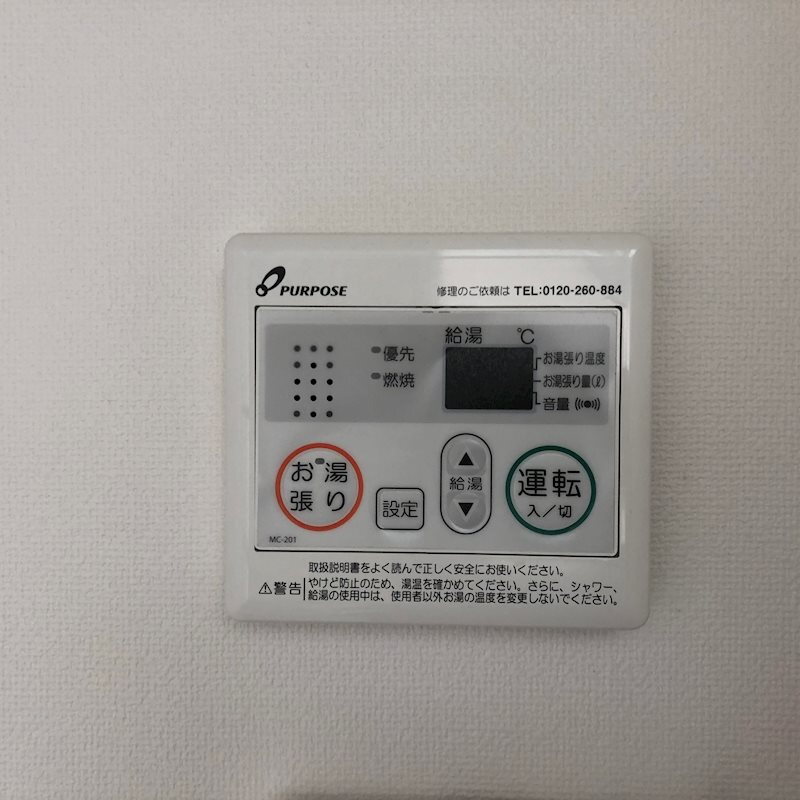 PURPOSE
修理のご依頼は TEL:0120-260-884
給湯 ℃
優先
燃焼
お湯張り温度
お湯張り量(ℓ)
音量
お湯
張り
設定
給湯
運転
入/切
MC-201
取扱説明書をよく読んで正しく安全にお使いください。
警告
やけど防止のため、湯温を確かめてください。さらに、シャワー、
給湯の使用中は、使用者以外お湯の温度を変更しないでください。